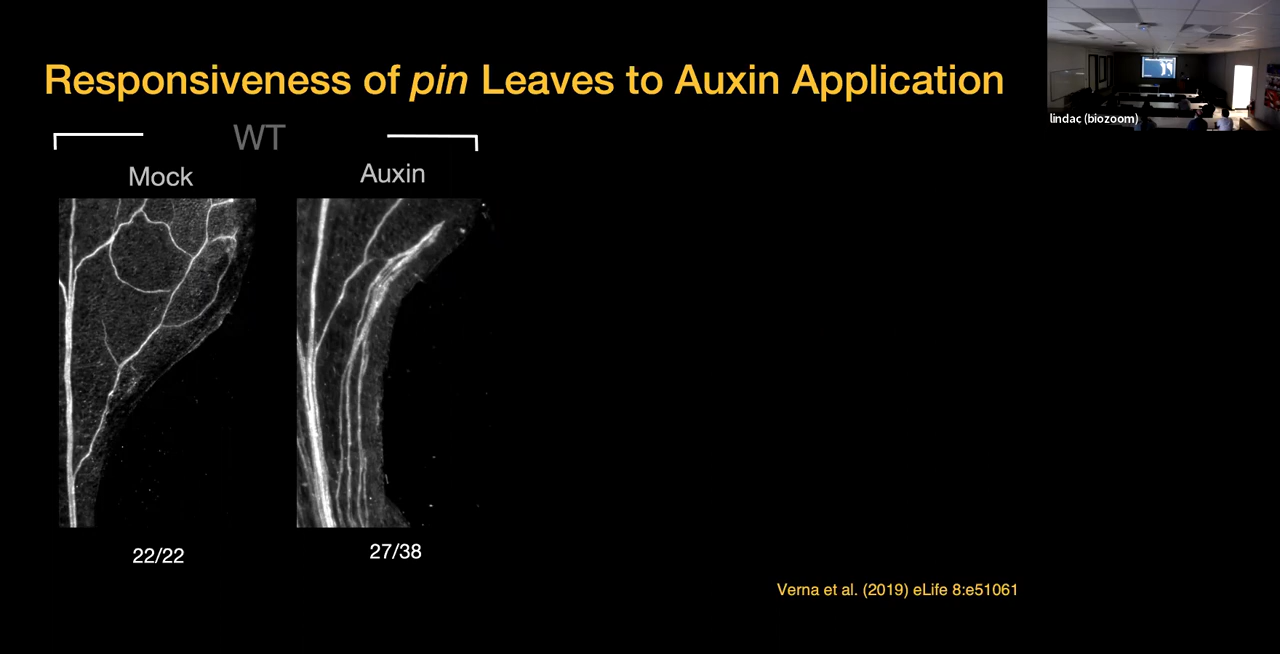 Responsiveness of pin Leaves to Auxin Application
lindac (biozoom)
WT
Mock
Auxin
22/22
27/38
Verna et al. (2019) eLife 8:e51061